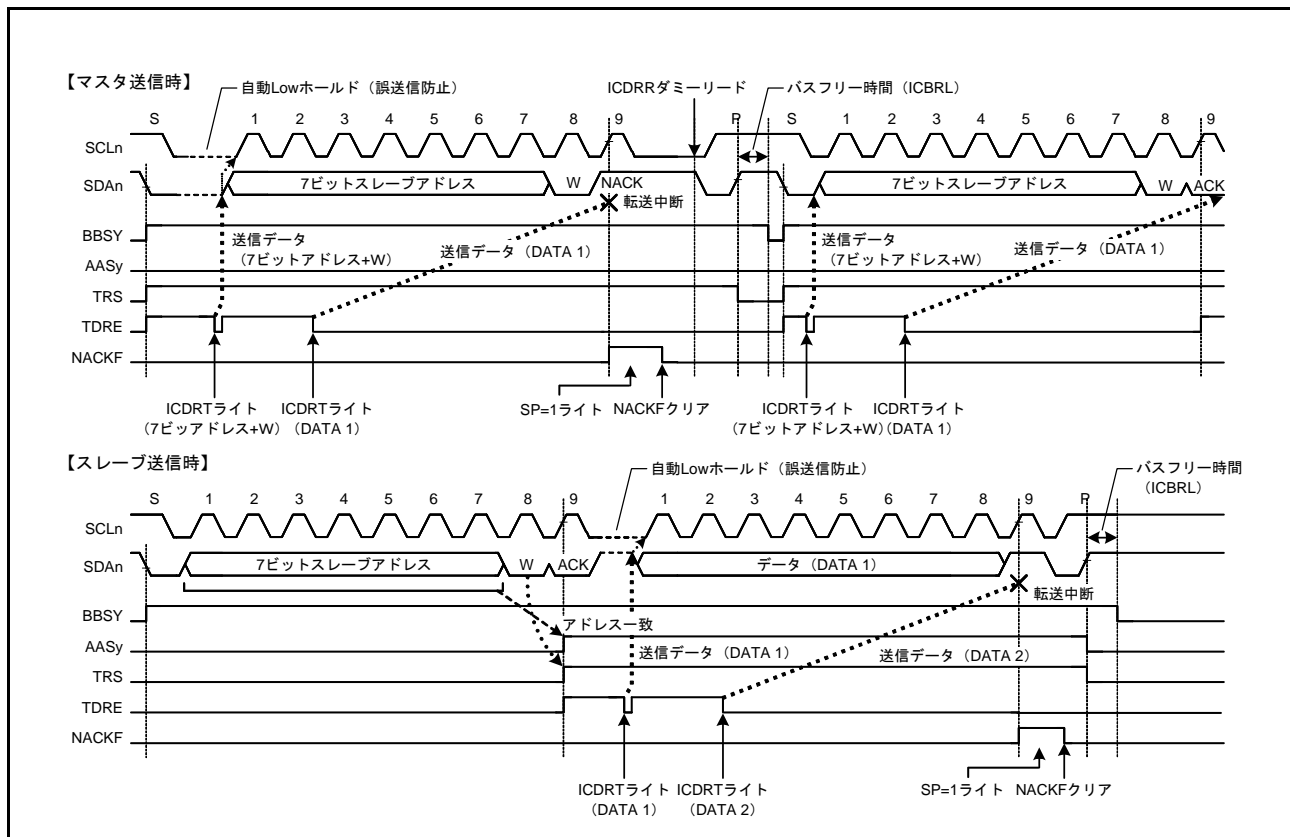 【マスタ送信時】
自動Lowホールド（誤送信防止）
ICDRRダミーリード
バスフリー時間（ICBRL）
S 1 2 3 4 5 6 7 8 9 P S 1 2 3 4 5 6 7 8 9
SCLn
SDAn 7ビットスレーブアドレス W NACK 7ビットスレーブアドレス W ACK
転送中断
BBSY
送信データ
（7ビットアドレス+W）
送信データ（DATA 1）
送信データ
（7ビットアドレス+W）
送信データ（DATA 1）
AASy
TRS
TDRE
NACKF
ICDRTライト
（7ビッアドレス+W）
ICDRTライト
（DATA 1）
SP=1ライト
NACKFクリア
ICDRTライト
（7ビットアドレス+W）
ICDRTライト
（DATA 1）
【スレーブ送信時】
自動Lowホールド（誤送信防止）
バスフリー時間
（ICBRL）
S 1 2 3 4 5 6 7 8 9 1 2 3 4 5 6 7 8 9 P
SCLn
SDAn 7ビットスレーブアドレス W ACK データ（DATA 1）
転送中断
BBSY
アドレス一致
AASy
送信データ（DATA 1）
送信データ（DATA 2）
TRS
TDRE
NACKF
ICDRTライト
（DATA 1）
ICDRTライト
（DATA 2）
SP=1ライト
NACKFクリア